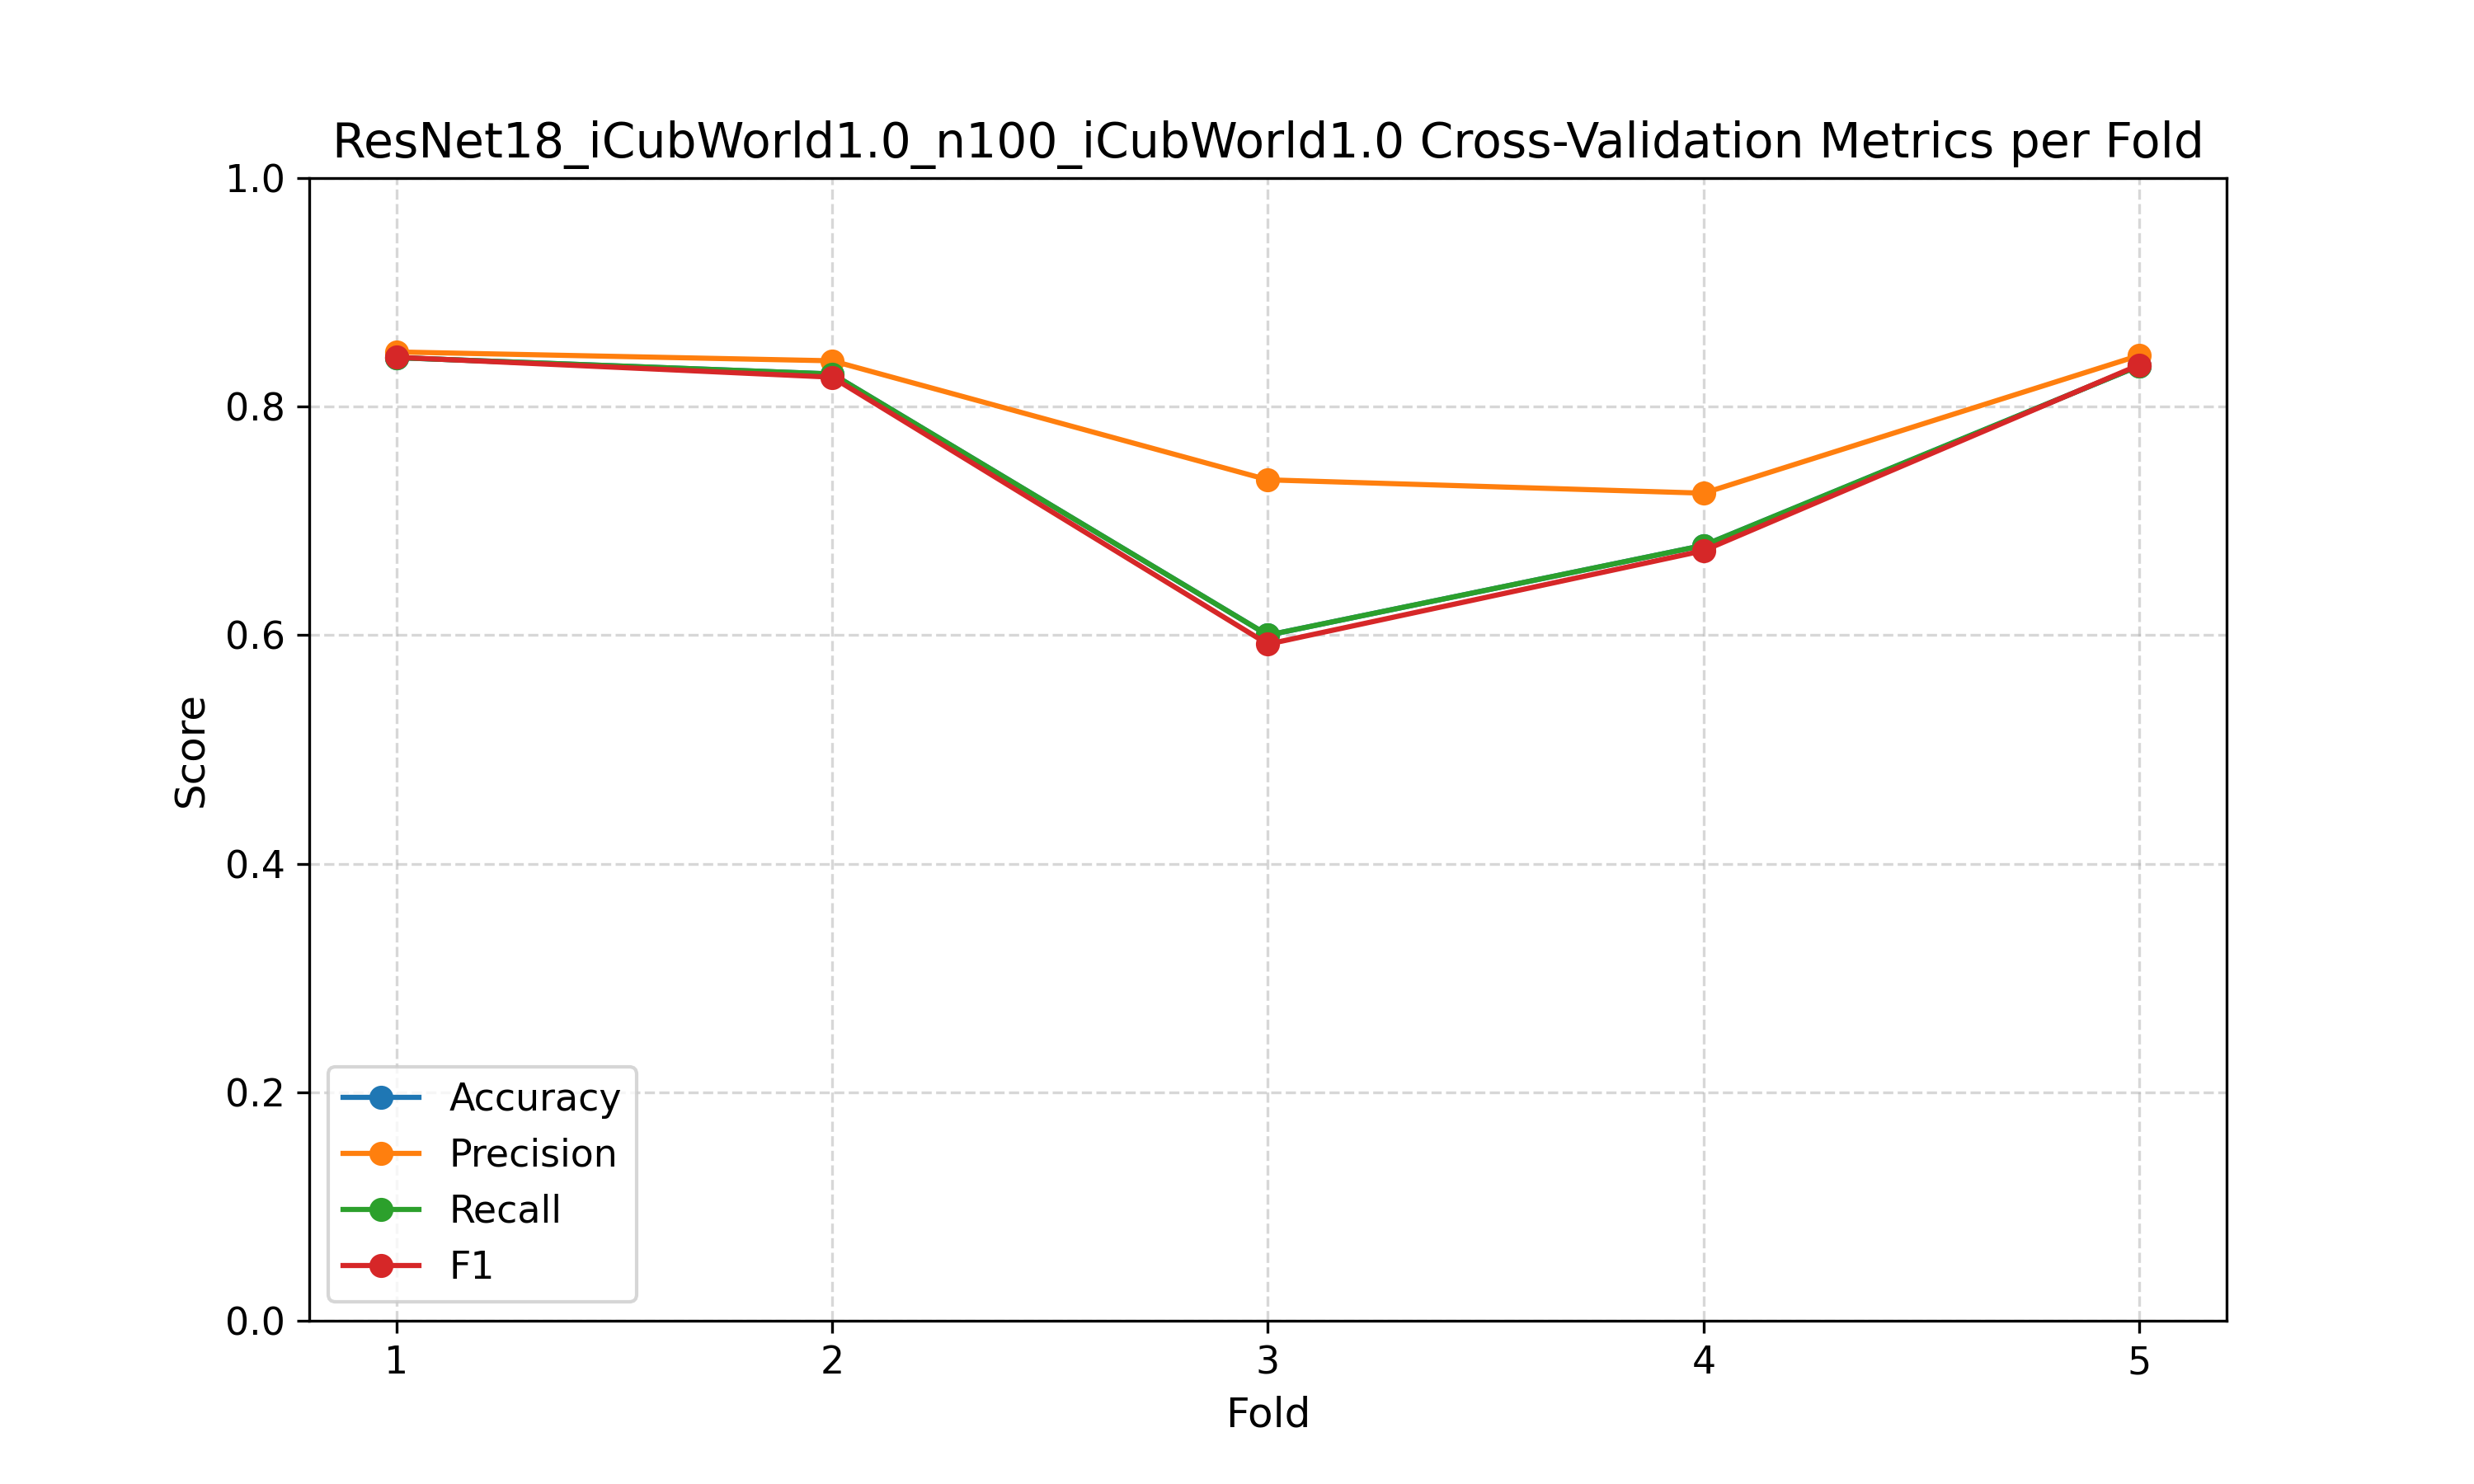 ResNet18_iCubWorld1.0_n100_iCubWorld1.0 Cross-Validation Metrics per Fold
1.0
0.8
0.6
0.4
0.2
0.0
Score
Accuracy
Precision
Recall
F1
1 2 3 4 5
Fold